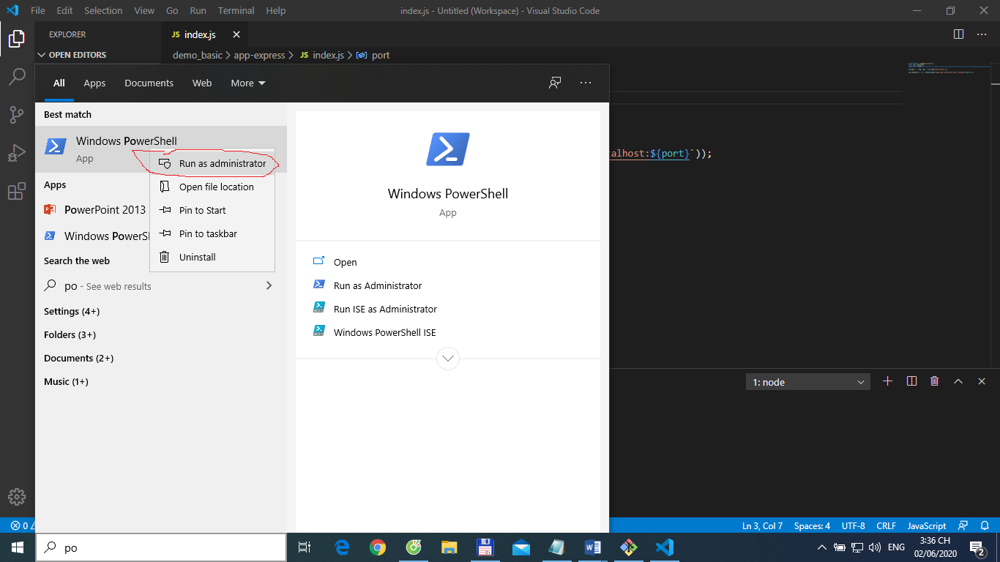 File Edit Selection View Go Run Terminal Help
index.js - Untitled (Workspace) - Visual Studio Code
EXPLORER
JS index.js
OPEN EDITORS
demo_basic > app-express > JS index.js > port
All Apps Documents Web More
Best match
Windows PowerShell
App
Run as administrator
Open file location
Pin to Start
Pin to taskbar
Uninstall
Apps
PowerPoint 2013
Windows PowerSh
Search the web
po - See web results
Settings (4+)
Folders (3+)
Documents (2+)
Music (1+)
Windows PowerShell
App
Open
Run as Administrator
Run ISE as Administrator
Windows PowerShell ISE
alhost:${port}`));
1: node
0
Ln 3, Col 7 Spaces: 4 UTF-8 CRLF JavaScript
po
ENG
3:36 CH
02/06/2020
2